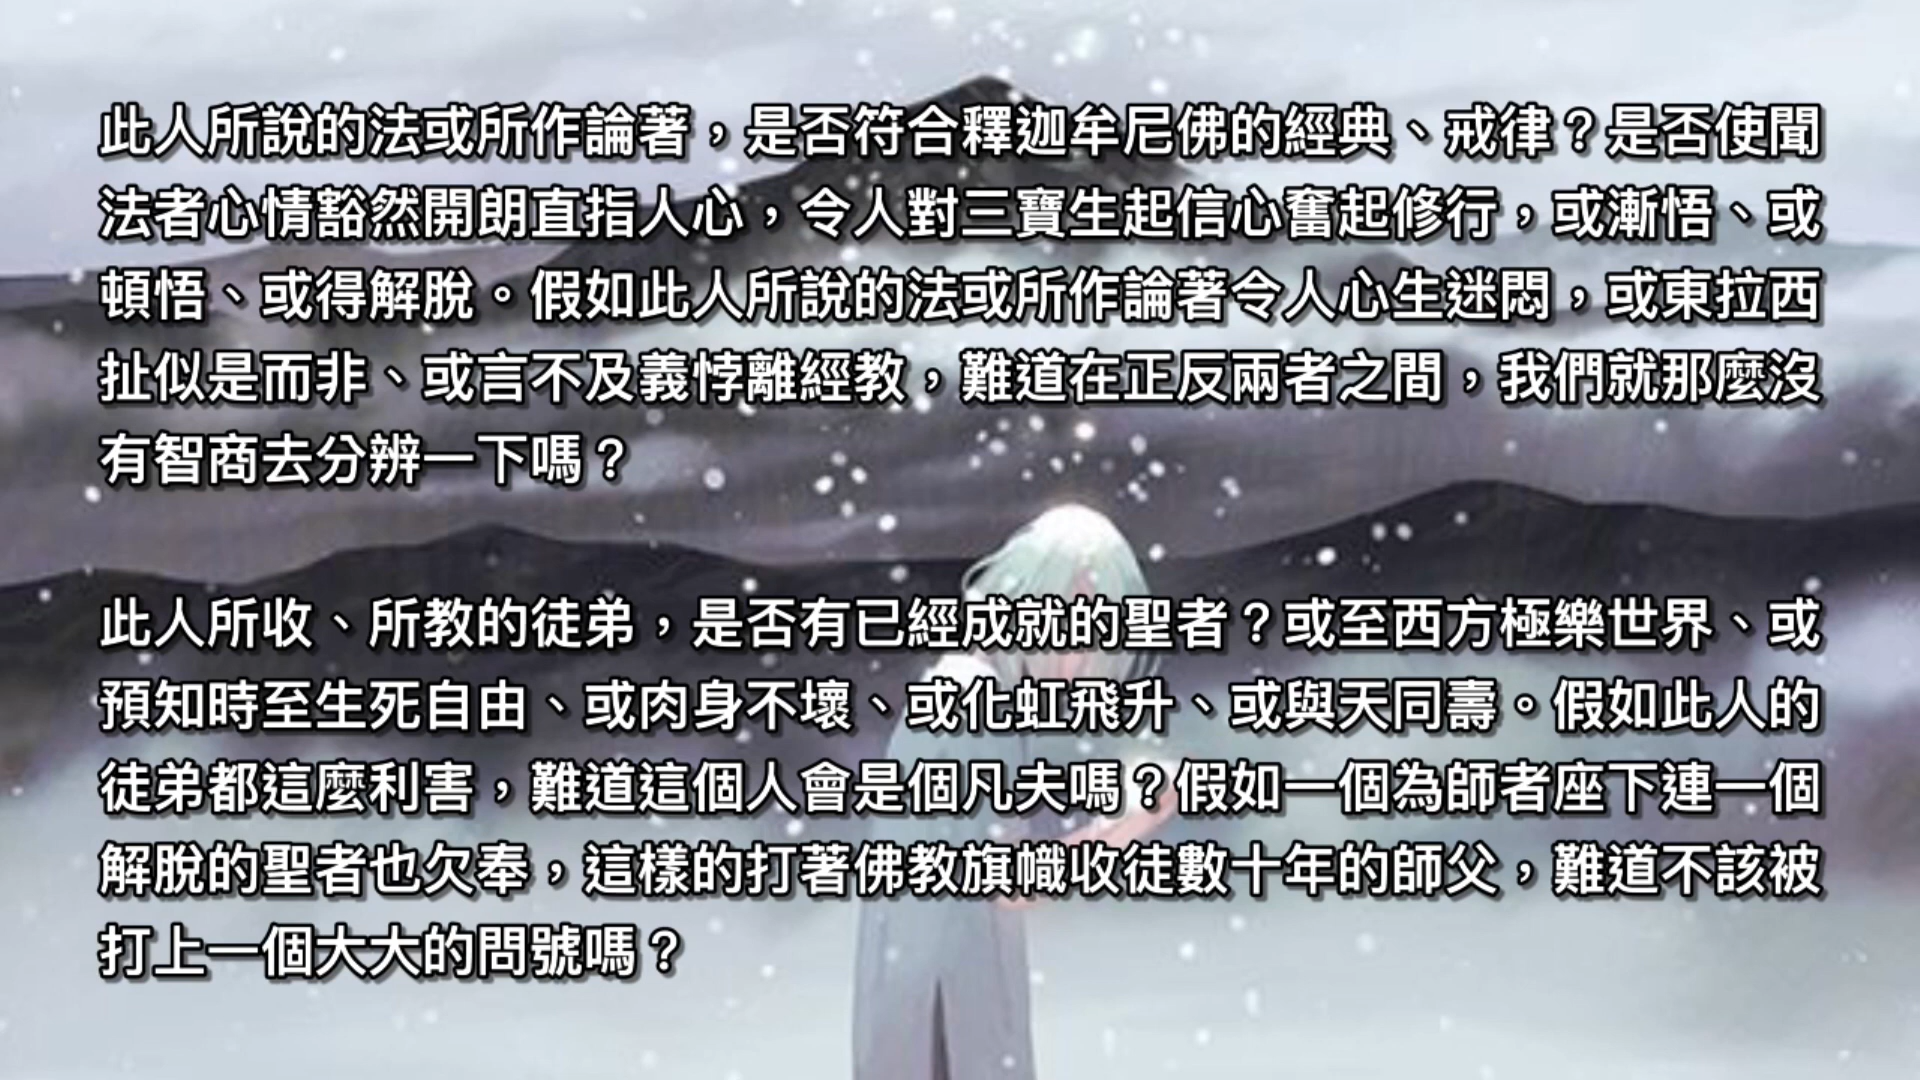 此人所說的法或所作論著，是否符合釋迦牟尼佛的經典、戒律？是否使聞
法者心情豁然開朗直指人心，令人對三寶生起信心奮起修行，或漸悟、或
頓悟、或得解脫。假如此人所說的法或所作論著令人心生迷悶，或東拉西
扯似是而非、或言不及義悖離經教，難道在正反兩者之間，我們就那麼沒
有智商去分辨一下嗎？
此人所收、所教的徒弟，是否有已經成就的聖者？或至西方極樂世界、或
預知時至生死自由、或肉身不壞、或化虹飛升、或與天同壽。假如此人的
徒弟都這麼利害，難道這個人會是個凡夫嗎？假如一個為師者座下連一個
解脫的聖者也欠奉，這樣的打著佛教旗幟收徒數十年的師父，難道不該被
打上一個大大的問號嗎？